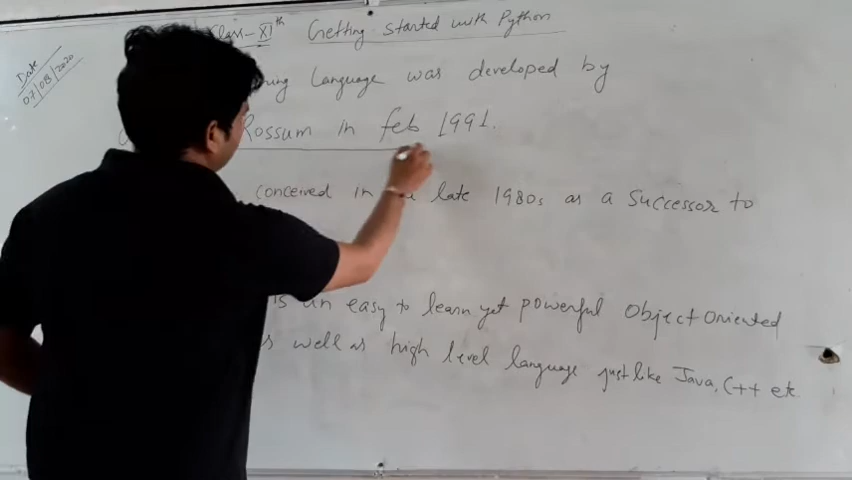 Date
07/08/2020
Class-XIth Getting started with Python
Language was developed by
Rossum in feb 1991.
conceived in late 1980s as a Successor to
is an easy to learn yet powerful Object Oriented
as well as high level language just like Java, C++ etc